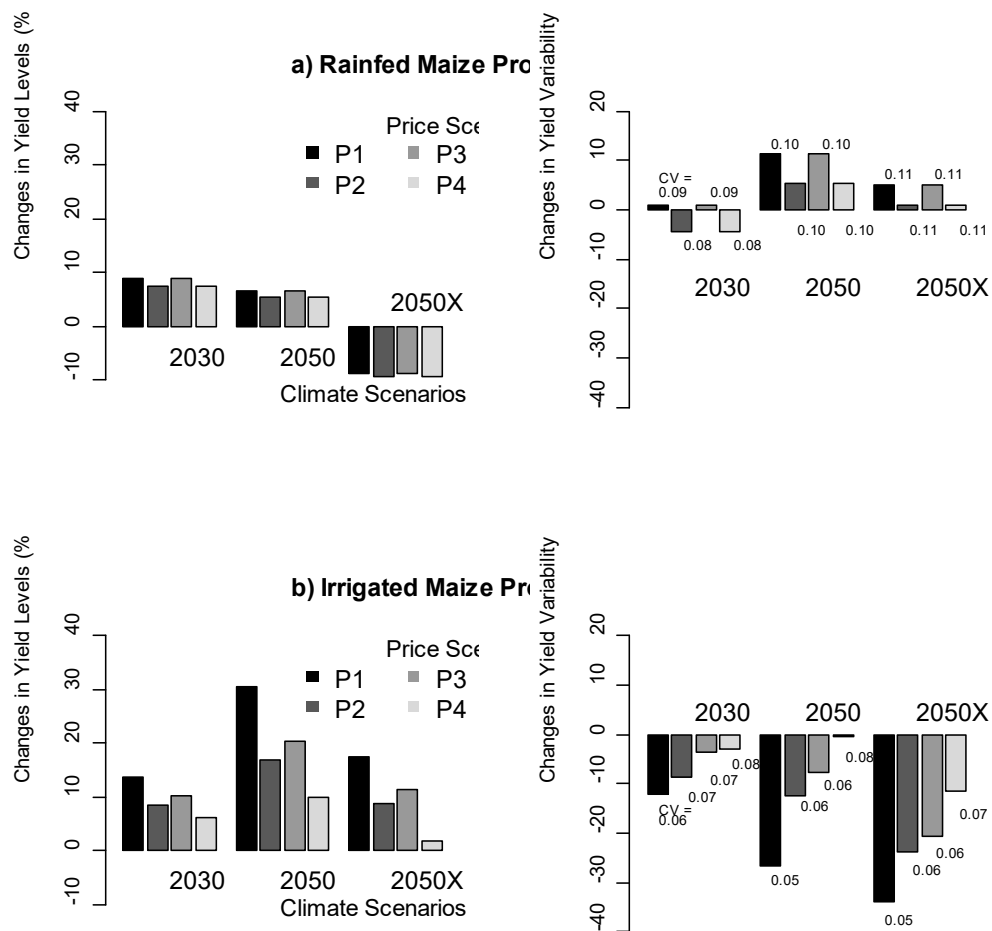 Changes in Yield Levels (%
a) Rainfed Maize Pro
40
30
20
10
0
-10
Price Sce
P1 P3
P2 P4
2030
2050
2050X
Climate Scenarios
Changes in Yield Variability
20
10
0
-10
-20
-30
-40
CV =
0.09
0.08
0.09
0.08
0.10
0.10
0.10
0.10
0.11
0.11
0.11
0.11
2030
2050
2050X
Changes in Yield Levels (%
b) Irrigated Maize Pr
40
30
20
10
0
-10
Price Sce
P1 P3
P2 P4
2030
2050
2050X
Climate Scenarios
Changes in Yield Variability
20
10
0
-10
-20
-30
-40
2030
2050
2050X
CV =
0.06
0.07
0.07
0.08
0.05
0.06
0.06
0.08
0.05
0.06
0.06
0.07